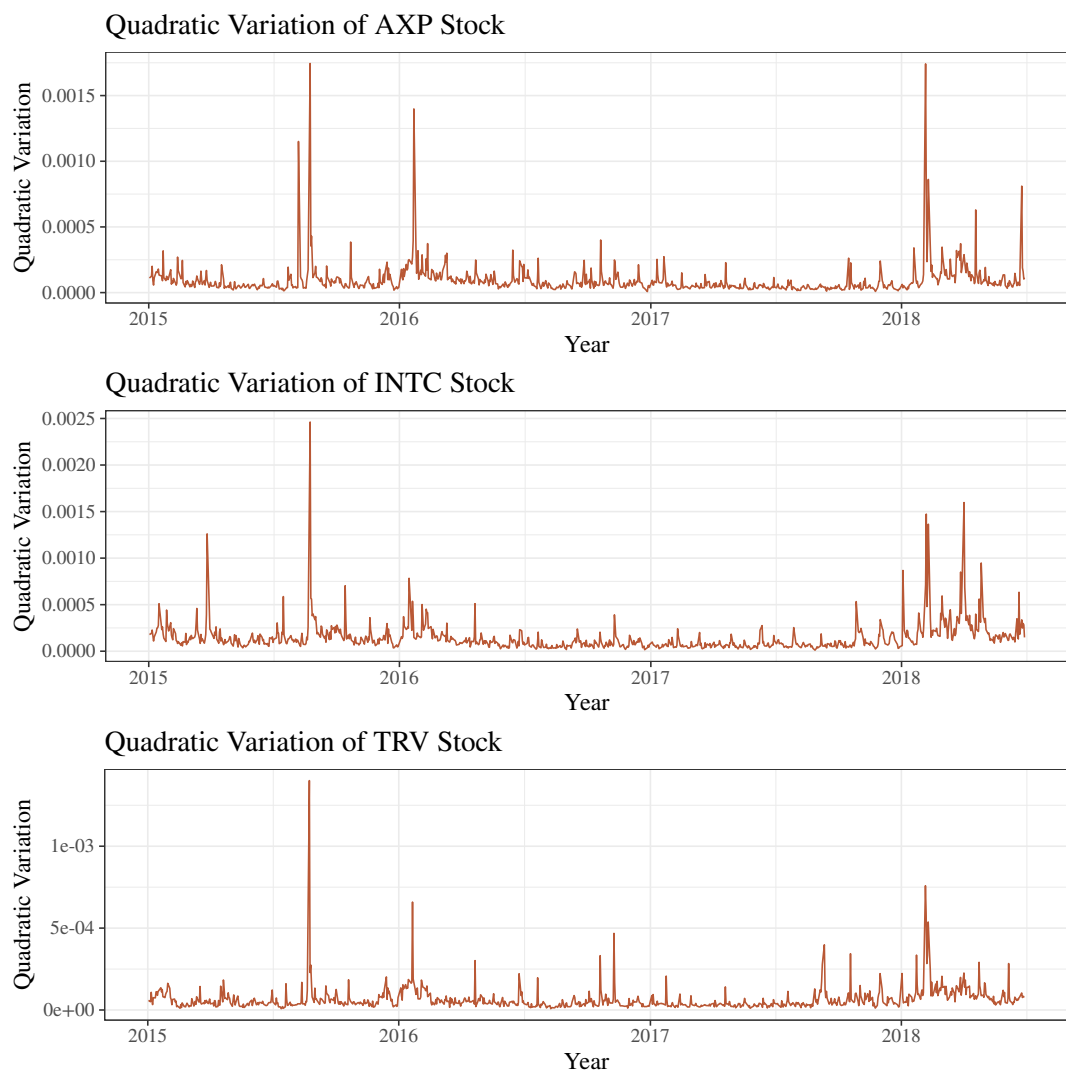 Quadratic Variation of AXP Stock
Quadratic Variation
0.0015
0.0010
0.0005
0.0000
2015 2016 2017 2018
Year
Quadratic Variation of INTC Stock
Quadratic Variation
0.0025
0.0020
0.0015
0.0010
0.0005
0.0000
2015 2016 2017 2018
Year
Quadratic Variation of TRV Stock
Quadratic Variation
1e-03
5e-04
0e+00
2015 2016 2017 2018
Year